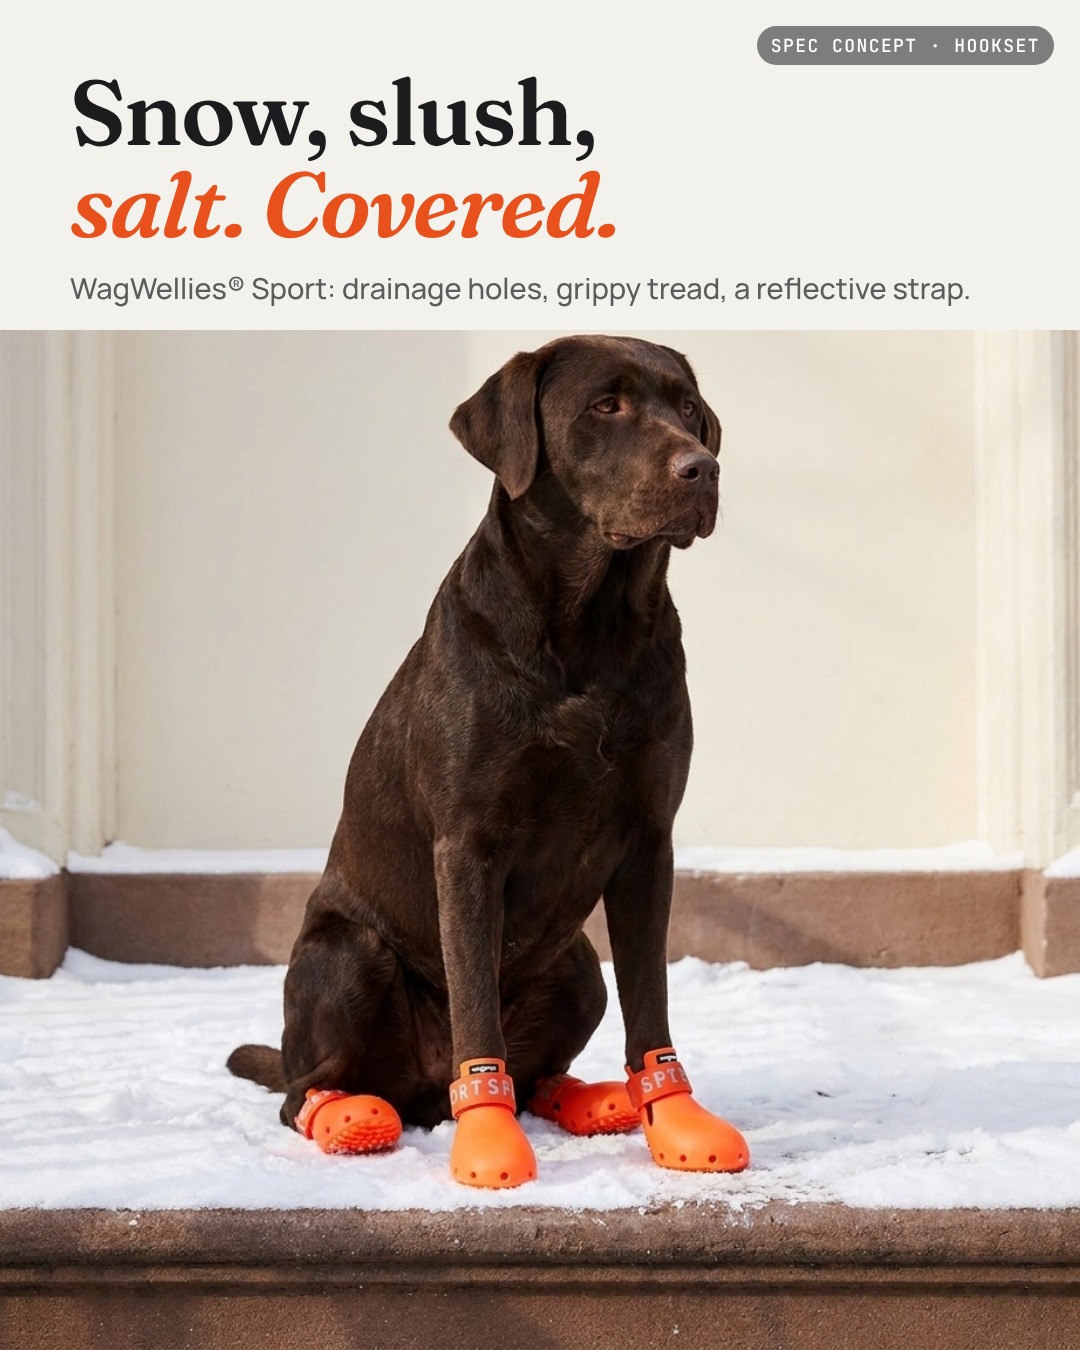 SPEC CONCEPT · HOOKSET
Snow, slush,
salt. Covered.
WagWellies® Sport: drainage holes, grippy tread, a reflective strap.